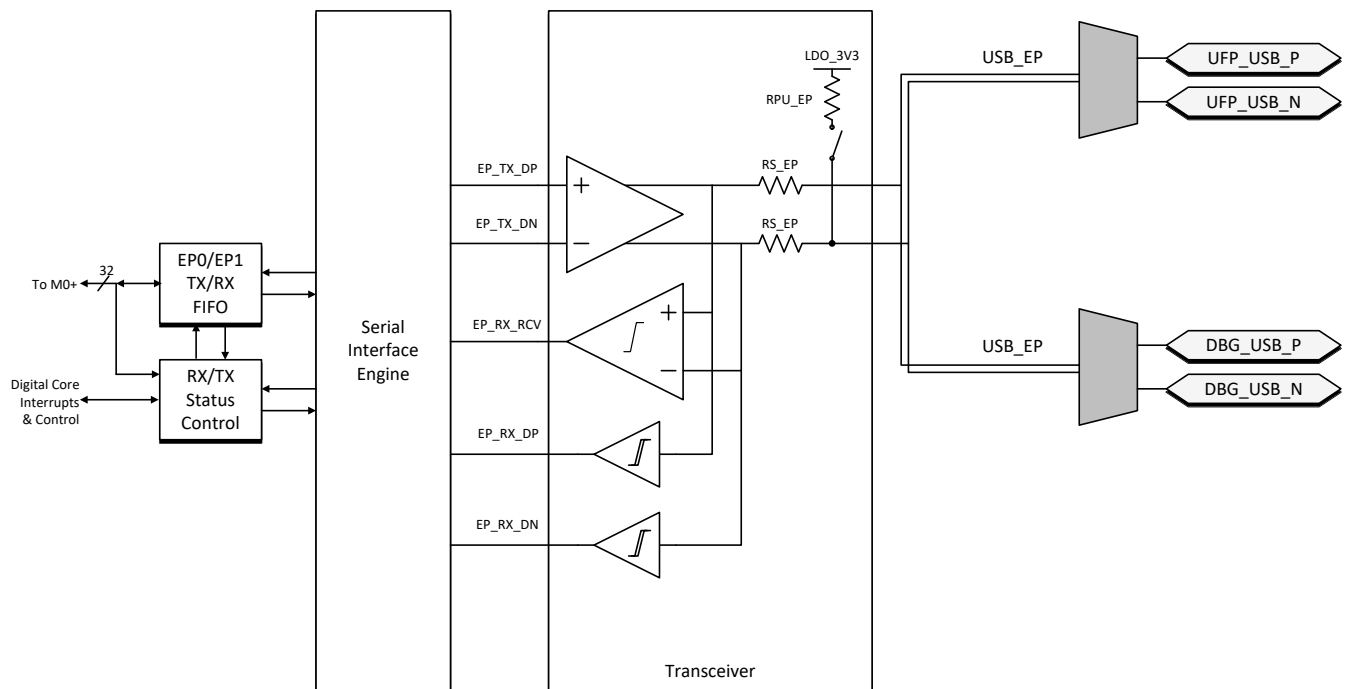 LDO_3V3
RPU_EP
USB_EP
UFP_USB_P
UFP_USB_N
EP_TX_DP
RS_EP
EP_TX_DN
RS_EP
To M0+
32
EP0/EP1
TX/RX
FIFO
Serial
Interface
Engine
EP_RX_RCV
USB_EP
DBG_USB_P
DBG_USB_N
Digital Core
Interrupts
& Control
RX/TX
Status
Control
EP_RX_DP
EP_RX_DN
Transceiver